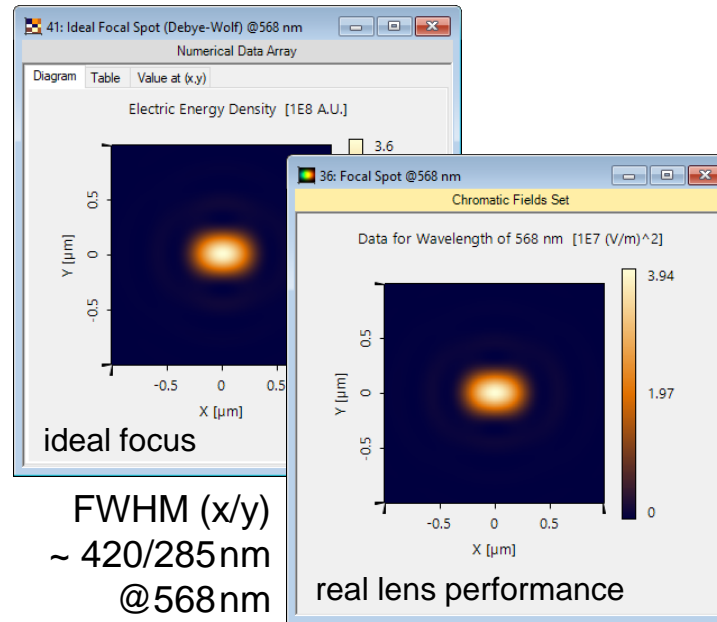 41: Ideal Focal Spot (Debye-Wolf) @568 nm
Numerical Data Array
Diagram Table Value at (x,y)
Electric Energy Density [1E8 A.U.]
3.6
0.5
0
-0.5
Y [µm]
-0.5 0 0.5
X [µm]
ideal focus
36: Focal Spot @568 nm
Chromatic Fields Set
Data for Wavelength of 568 nm [1E7 (V/m)^2]
3.94
1.97
0
0.5
0
-0.5
Y [µm]
-0.5 0 0.5
X [µm]
real lens performance
FWHM (x/y)
~ 420/285nm
@568nm